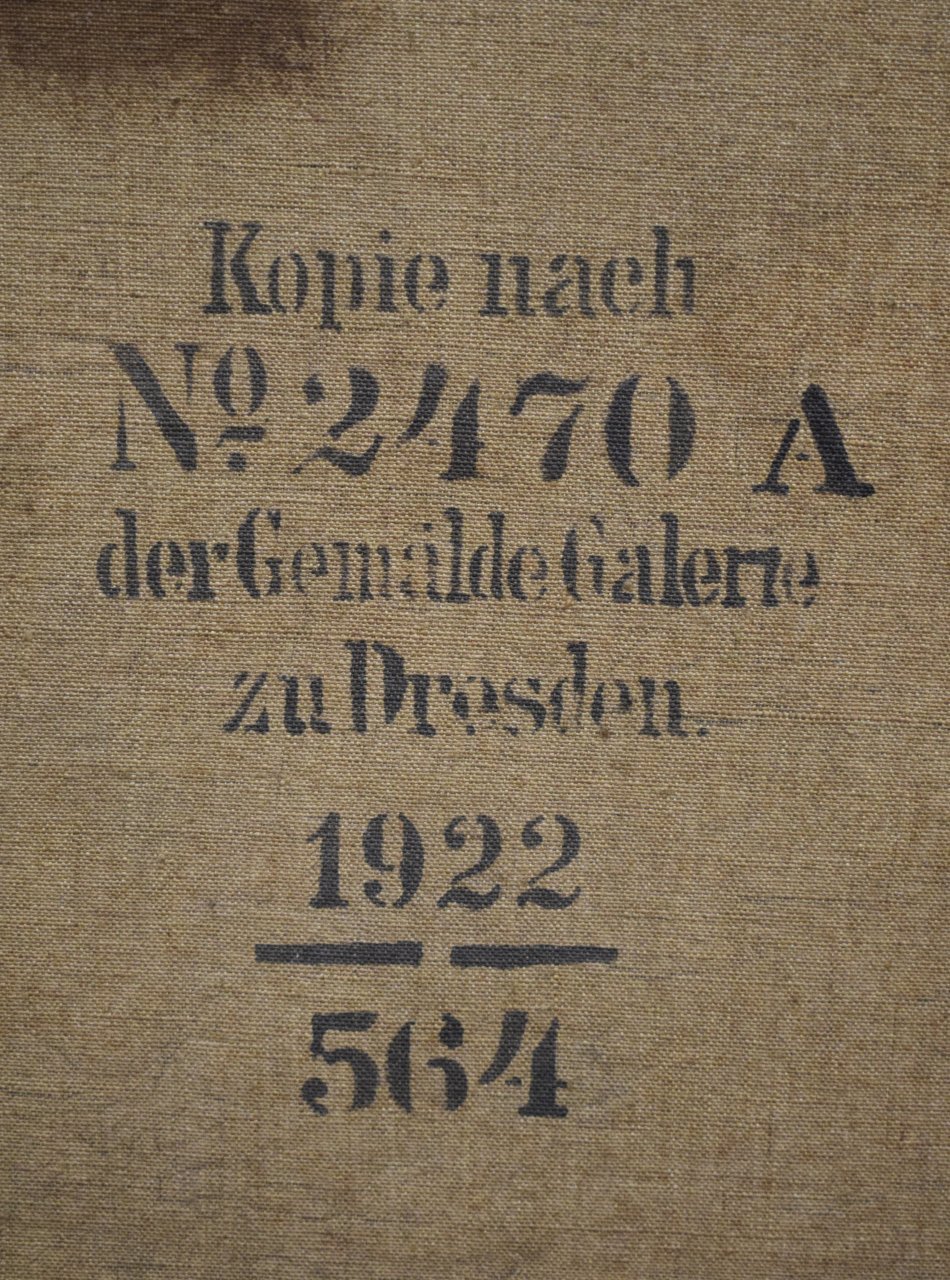 Kopie nach
Nº 2470 A
der Gemälde Galerie
zu Dresden.
1922
564